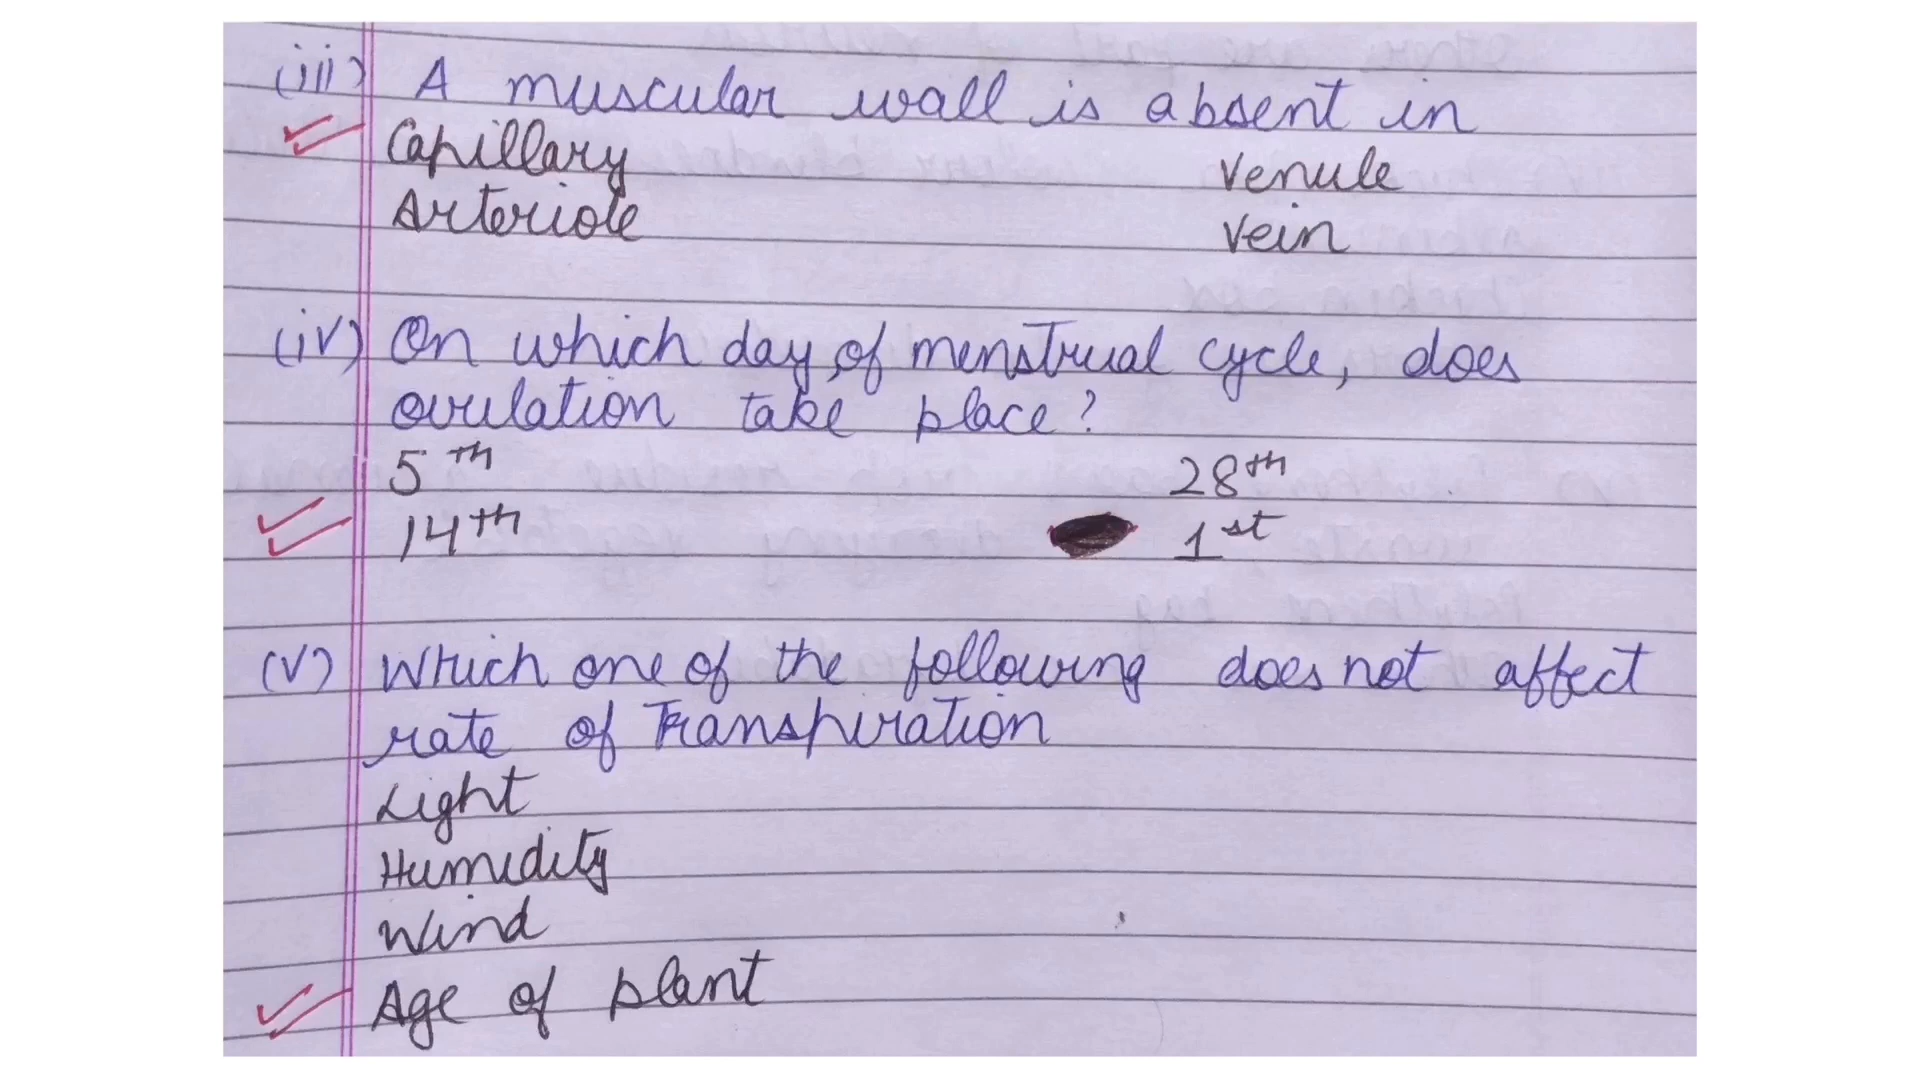 (iii) A muscular wall is absent in
Capillary Venule
Arteriole Vein
(iv) On which day of menstrual cycle, does
ovulation take place?
5th 28th
14th 1st
(v) Which one of the following does not affect
rate of Transpiration
Light
Humidity
Wind
Age of plant